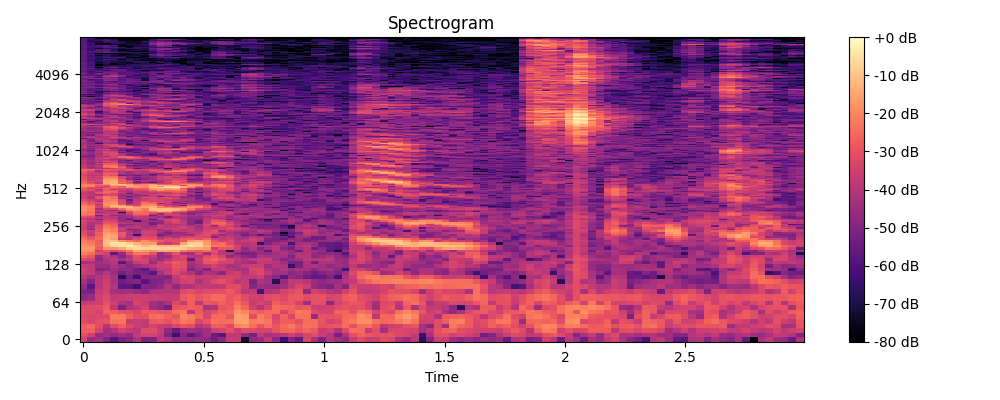 Spectrogram
Hz
4096
2048
1024
512
256
128
64
0
0
0.5
1
1.5
2
2.5
Time
+0 dB
-10 dB
-20 dB
-30 dB
-40 dB
-50 dB
-60 dB
-70 dB
-80 dB